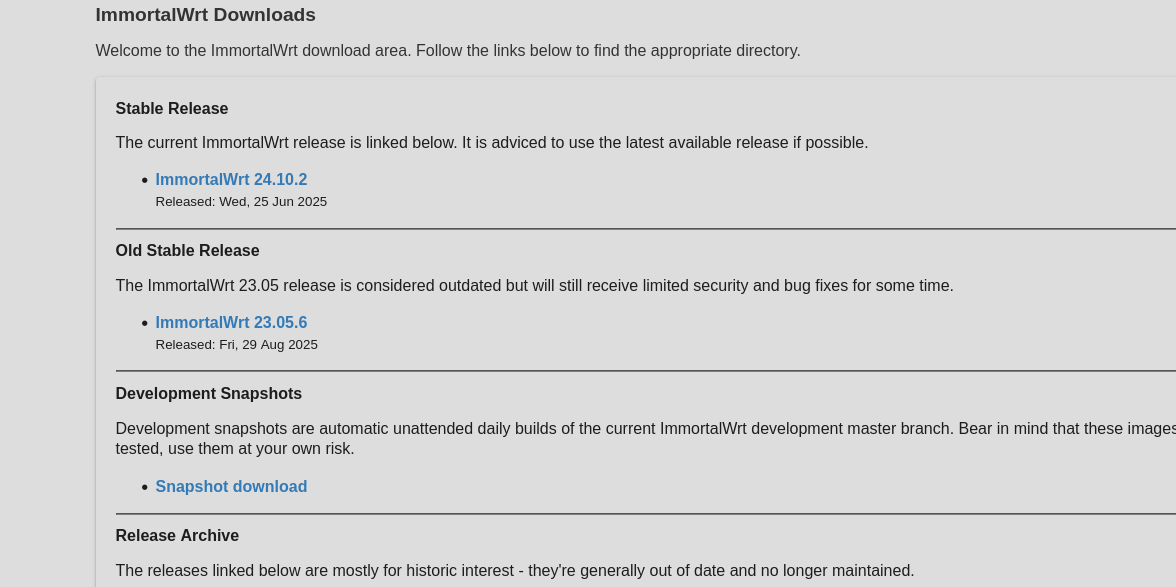 ImmortalWrt Downloads
Welcome to the ImmortalWrt download area. Follow the links below to find the appropriate directory.
Stable Release
The current ImmortalWrt release is linked below. It is adviced to use the latest available release if possible.
ImmortalWrt 24.10.2
Released: Wed, 25 Jun 2025
Old Stable Release
The ImmortalWrt 23.05 release is considered outdated but will still receive limited security and bug fixes for some time.
ImmortalWrt 23.05.6
Released: Fri, 29 Aug 2025
Development Snapshots
Development snapshots are automatic unattended daily builds of the current ImmortalWrt development master branch. Bear in mind that these images
tested, use them at your own risk.
Snapshot download
Release Archive
The releases linked below are mostly for historic interest - they're generally out of date and no longer maintained.